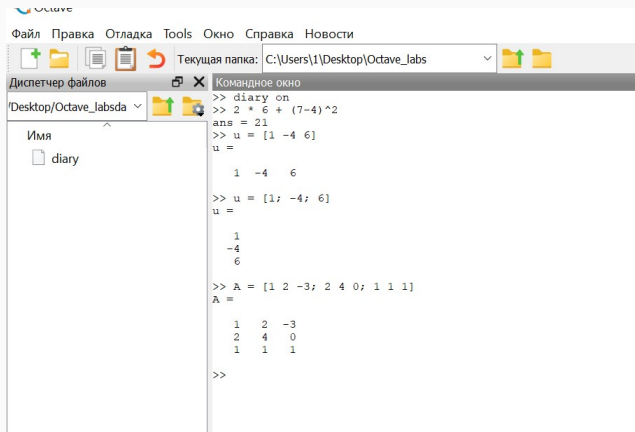 Octave
Файл Правка Отладка Tools Окно Справка Новости
Текущая папка: C:\Users\1\Desktop\Octave_labs
Диспетчер файлов
/Desktop/Octave_labsda
Имя
diary
Командное окно
>> diary on
>> 2 * 6 + (7-4)^2
ans = 21
>> u = [1 -4 6]
u =
1 -4 6
>> u = [1; -4; 6]
u =
1
-4
6
>> A = [1 2 -3; 2 4 0; 1 1 1]
A =
1 2 -3
2 4 0
1 1 1
>>